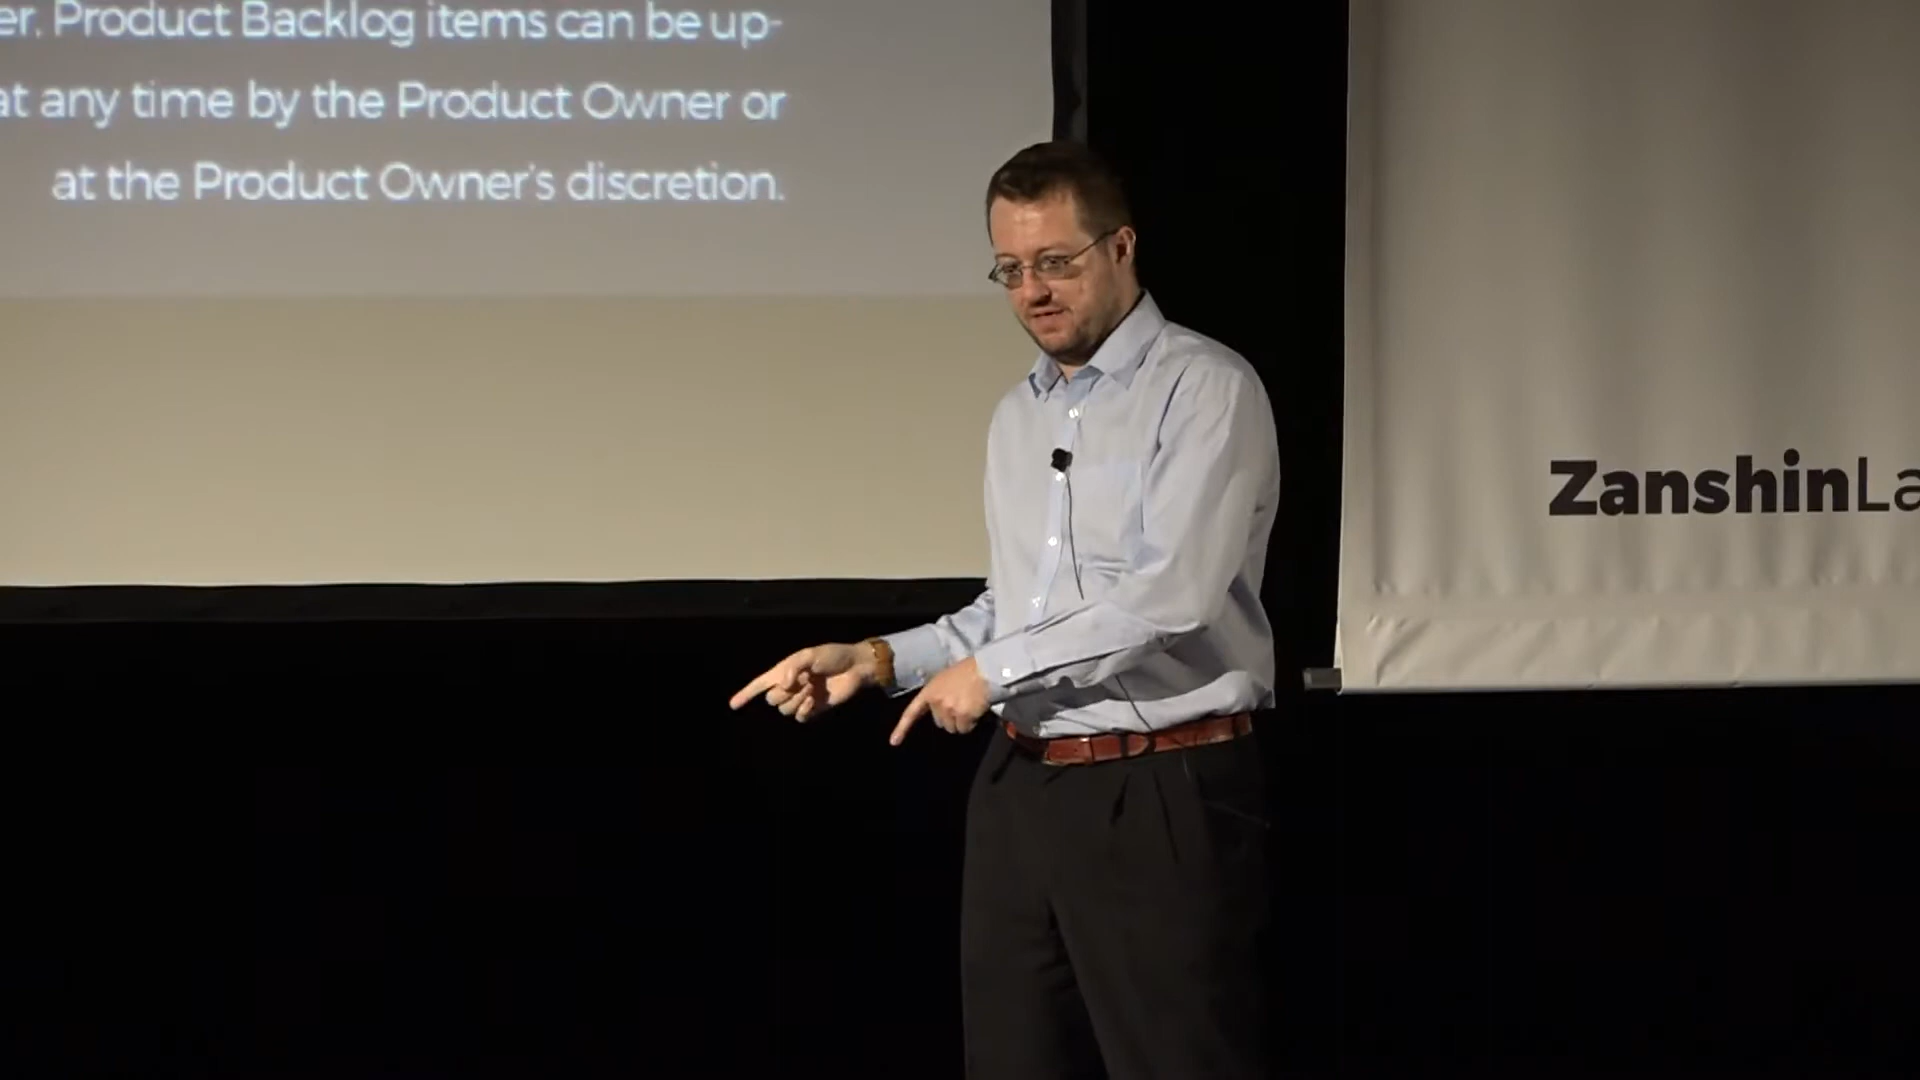 er. Product Backlog items can be up-
at any time by the Product Owner or
at the Product Owner's discretion.
ZanshinLa